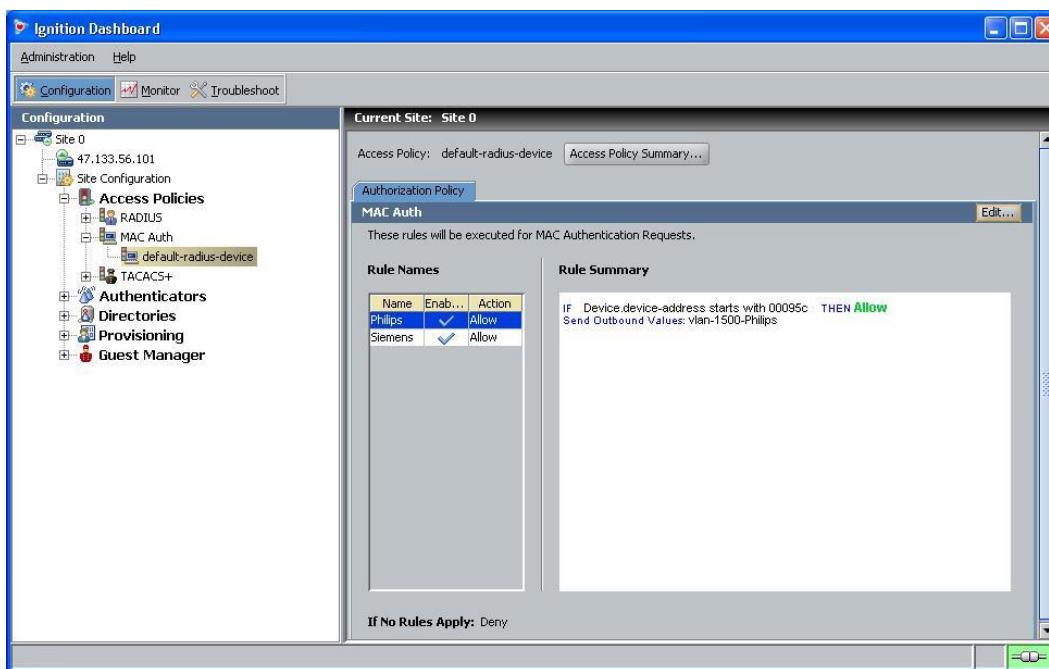 Ignition Dashboard
Administration Help
Configuration Monitor Troubleshoot
Configuration
Site 0
47.133.56.101
Site Configuration
Access Policies
RADIUS
MAC Auth
default-radius-device
TACACS+
Authenticators
Directories
Provisioning
Guest Manager
Current Site: Site 0
Access Policy: default-radius-device Access Policy Summary...
Authorization Policy
MAC Auth Edit...
These rules will be executed for MAC Authentication Requests.
Rule Names
Name Enab... Action
Philips Allow
Siemens Allow
Rule Summary
IF Device.device-address starts with 00095c THEN Allow
Send Outbound Values: vlan-1500-Philips
If No Rules Apply: Deny